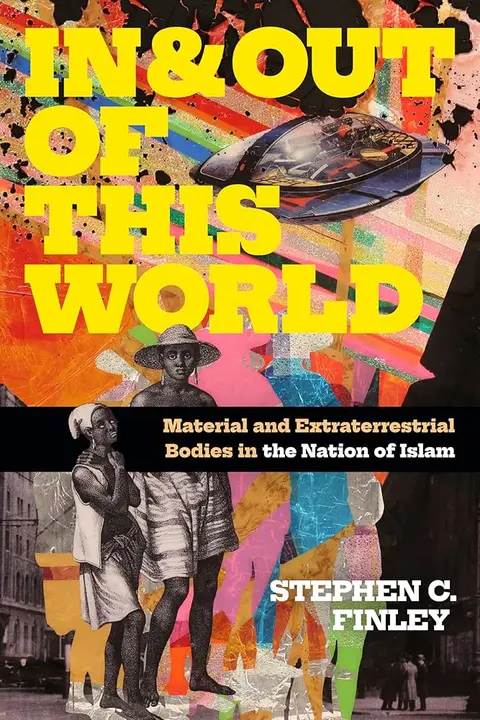 IN & OUT
OF
THIS
WORLD
Material and Extraterrestrial
Bodies in the Nation of Islam
STEPHEN C.
FINLEY